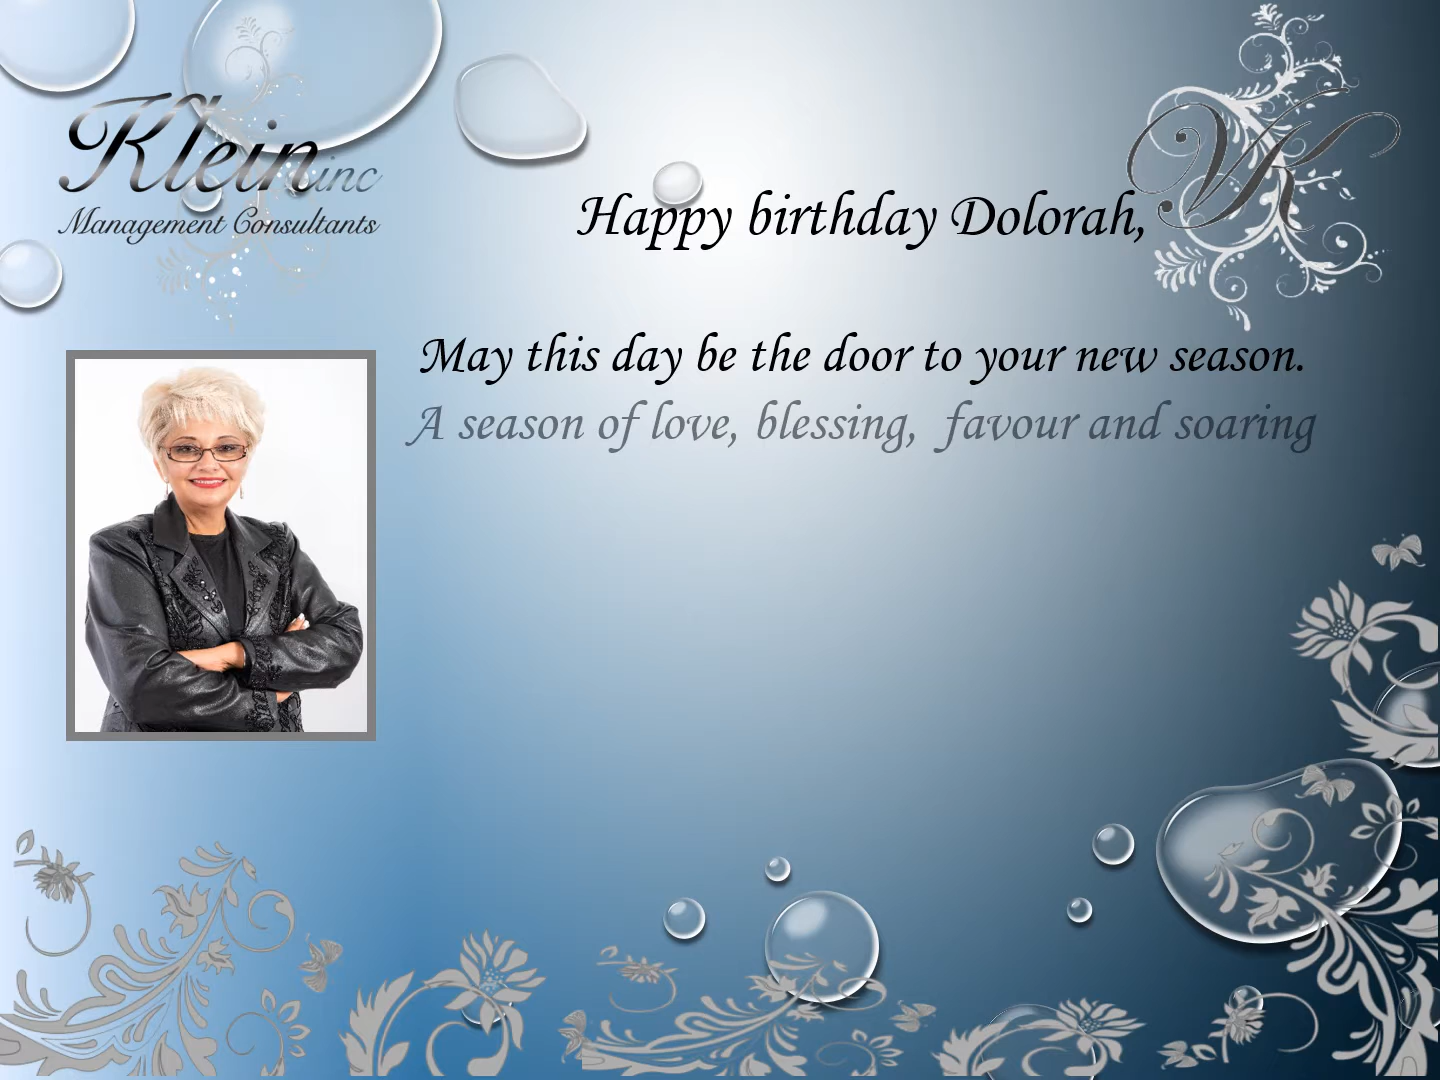 Klein inc
Management Consultants
VK
Happy birthday Dolorah,
May this day be the door to your new season.
A season of love, blessing,  favour and soaring